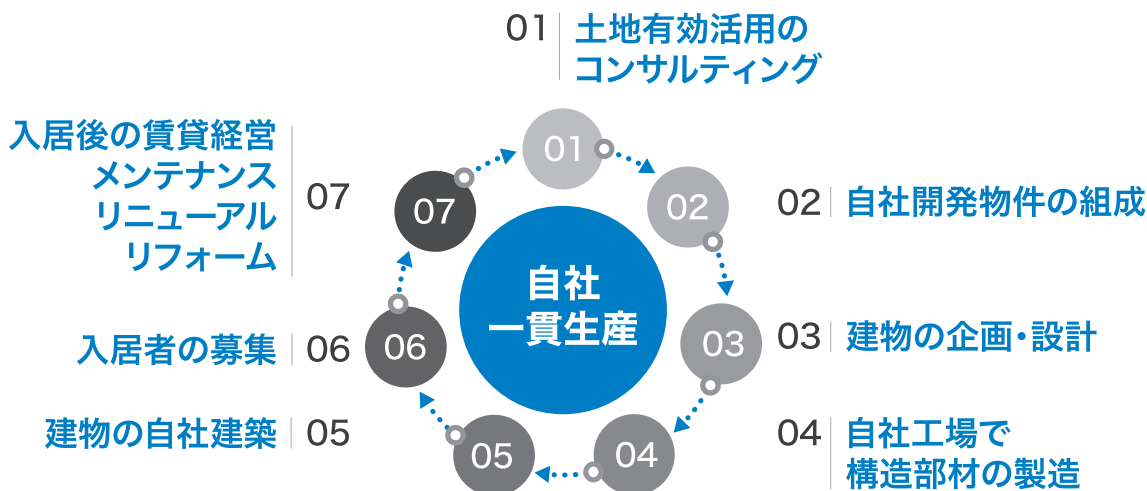 01
土地有効活用の
コンサルティング
02
自社開発物件の組成
03
建物の企画・設計
04
自社工場で
構造部材の製造
05
建物の自社建築
06
入居者の募集
07
入居後の賃貸経営
メンテナンス
リニューアル
リフォーム
自社
一貫生産
01
02
03
04
05
06
07